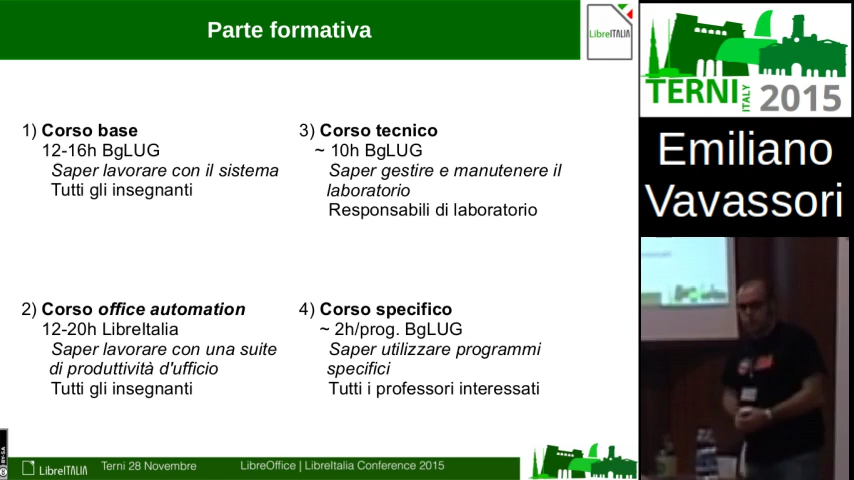 Parte formativa
LibreITALIA
1) Corso base
12-16h BgLUG
Saper lavorare con il sistema
Tutti gli insegnanti
2) Corso office automation
12-20h LibreItalia
Saper lavorare con una suite
di produttività d'ufficio
Tutti gli insegnanti
3) Corso tecnico
~ 10h BgLUG
Saper gestire e manutenere il
laboratorio
Responsabili di laboratorio
4) Corso specifico
~ 2h/prog. BgLUG
Saper utilizzare programmi
specifici
Tutti i professori interessati
BY-SA
LibreITALIA
Terni 28 Novembre
LibreOffice | LibreItalia Conference 2015
TERNI
ITALY
2015
Emiliano
Vavassori